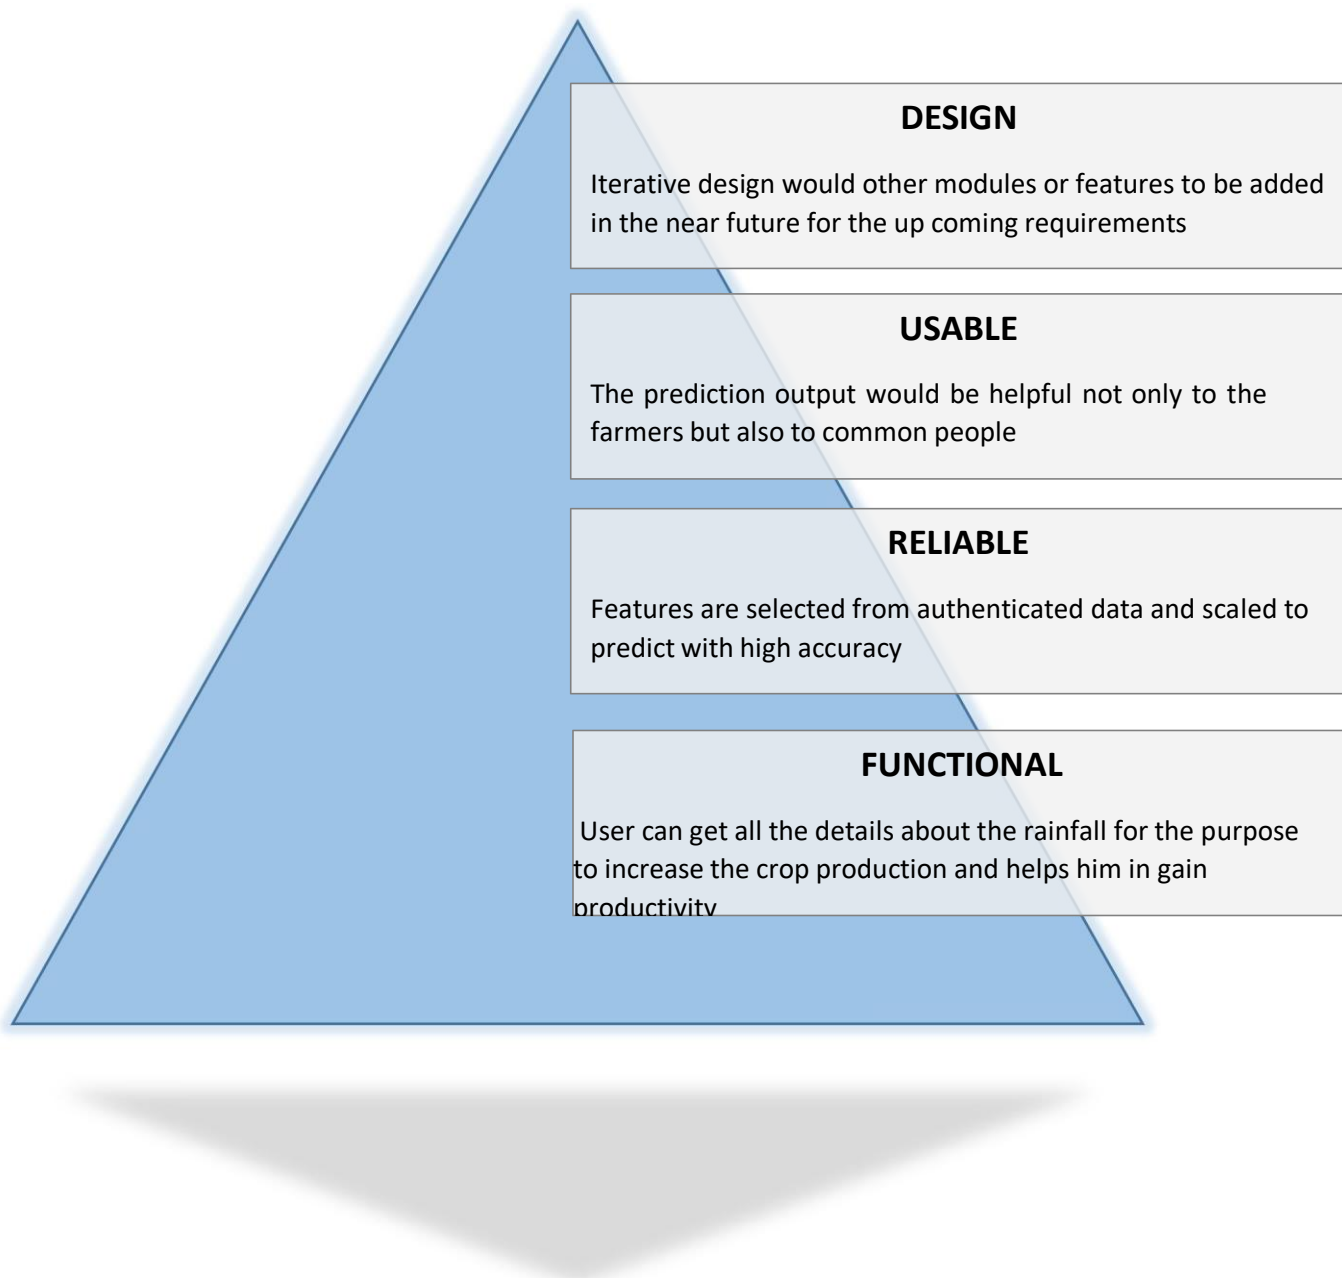 DESIGN
Iterative design would other modules or features to be added
in the near future for the up coming requirements
USABLE
The prediction output would be helpful not only to the
farmers but also to common people
RELIABLE
Features are selected from authenticated data and scaled to
predict with high accuracy
FUNCTIONAL
User can get all the details about the rainfall for the purpose
to increase the crop production and helps him in gain
productivity